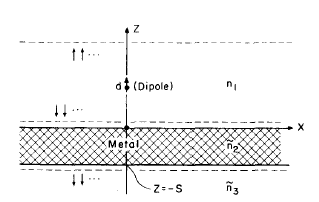 Z
d (Dipole) n₁
X
Metal ñ₂
Z=-S ñ₃